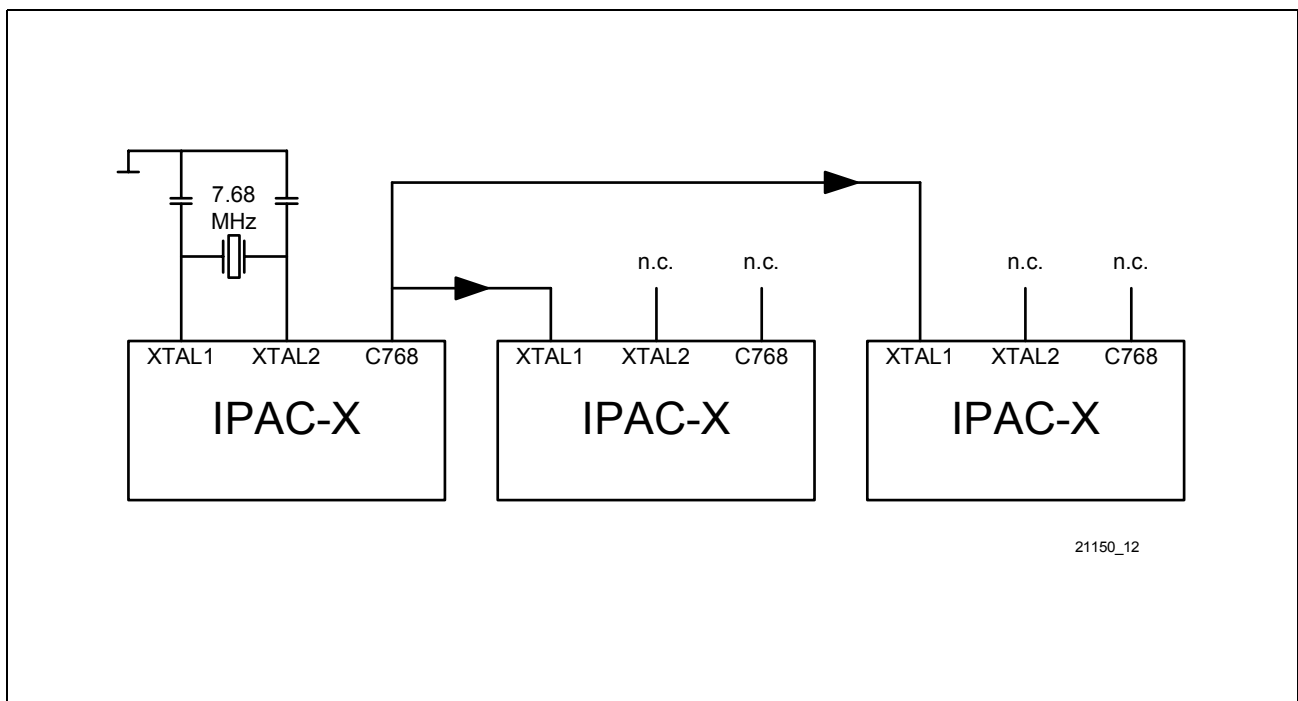 7.68
MHz
n.c. n.c. n.c. n.c.
XTAL1 XTAL2 C768 XTAL1 XTAL2 C768 XTAL1 XTAL2 C768
IPAC-X IPAC-X IPAC-X
21150_12